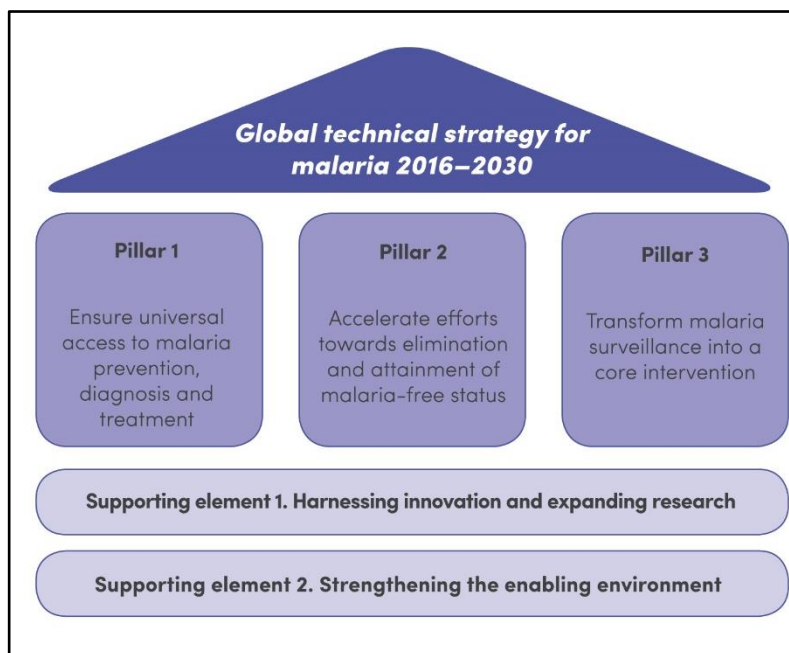 Global technical strategy for
malaria 2016–2030
Pillar 1
Ensure universal
access to malaria
prevention,
diagnosis and
treatment
Pillar 2
Accelerate efforts
towards elimination
and attainment of
malaria-free status
Pillar 3
Transform malaria
surveillance into a
core intervention
Supporting element 1. Harnessing innovation and expanding research
Supporting element 2. Strengthening the enabling environment